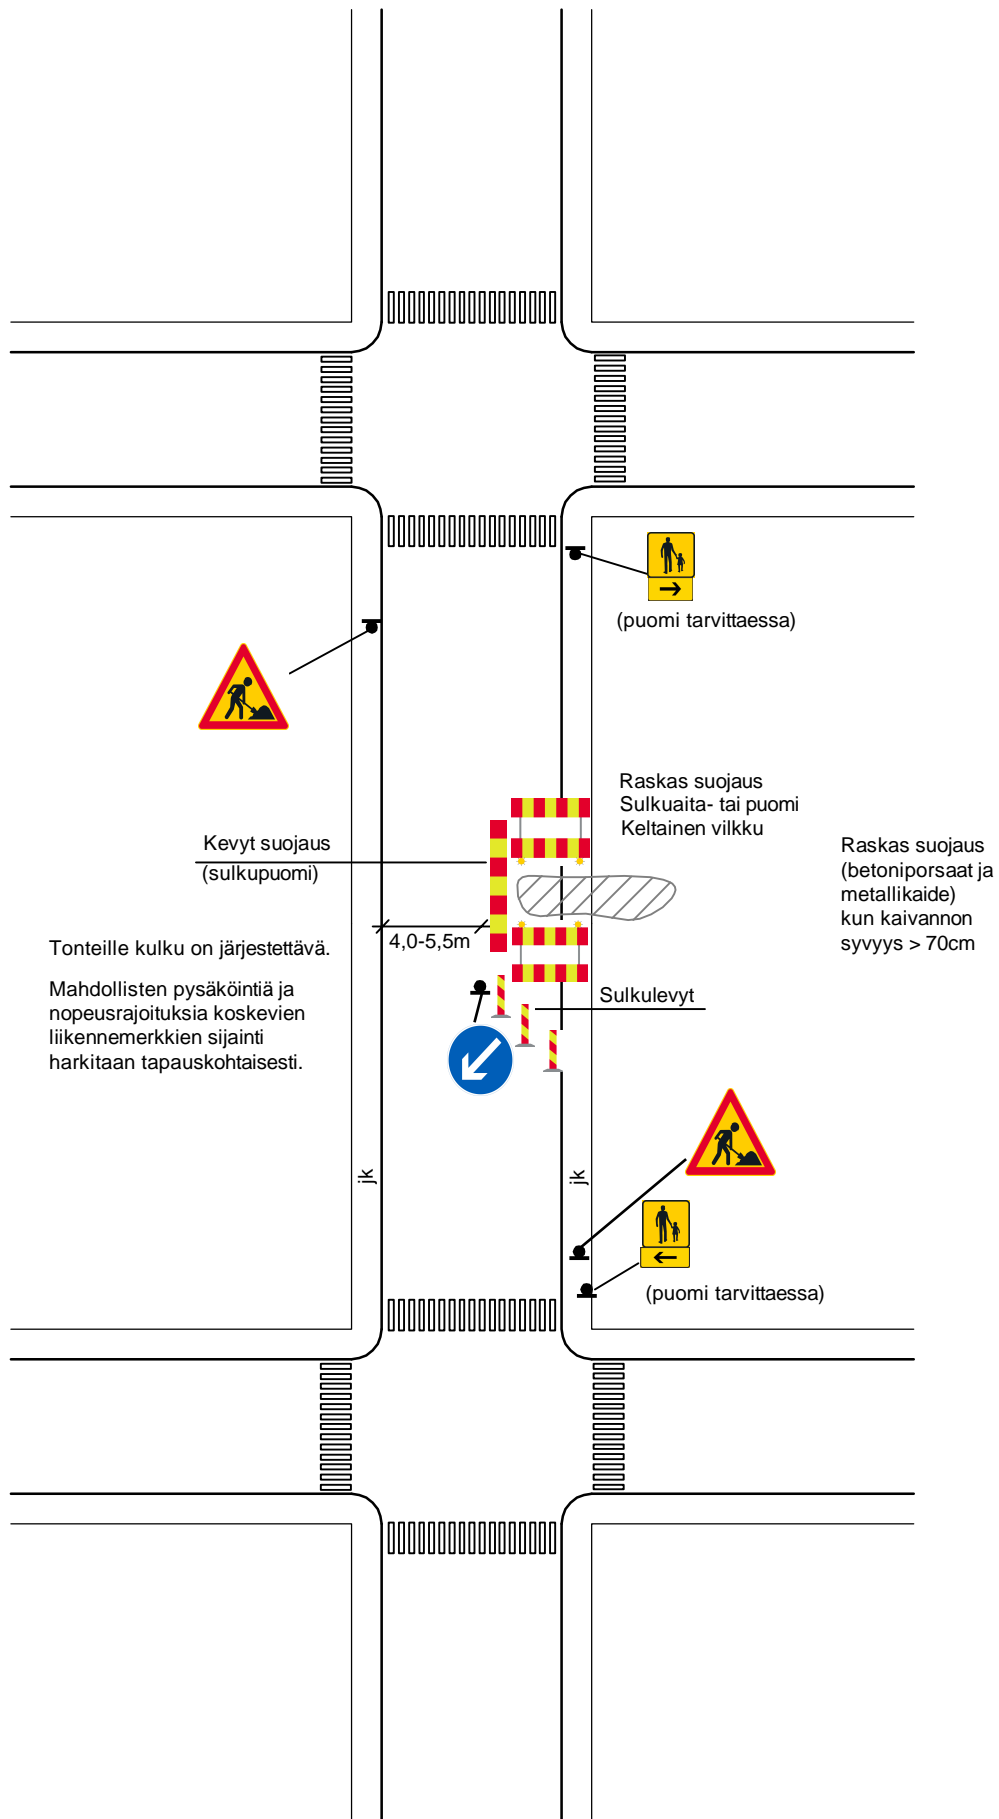 (puomi tarvittaessa)
Raskas suojaus
Sulkuaita- tai puomi
Keltainen vilkku
Kevyt suojaus
(sulkupuomi)
Raskas suojaus
(betoniporsaat ja
metallikaide)
kun kaivannon
syvyys > 70cm
4,0-5,5m
Tonteille kulku on järjestettävä.
Mahdollisten pysäköintiä ja
nopeusrajoituksia koskevien
liikennemerkkien sijainti
harkitaan tapauskohtaisesti.
Sulkulevyt
jk
jk
(puomi tarvittaessa)